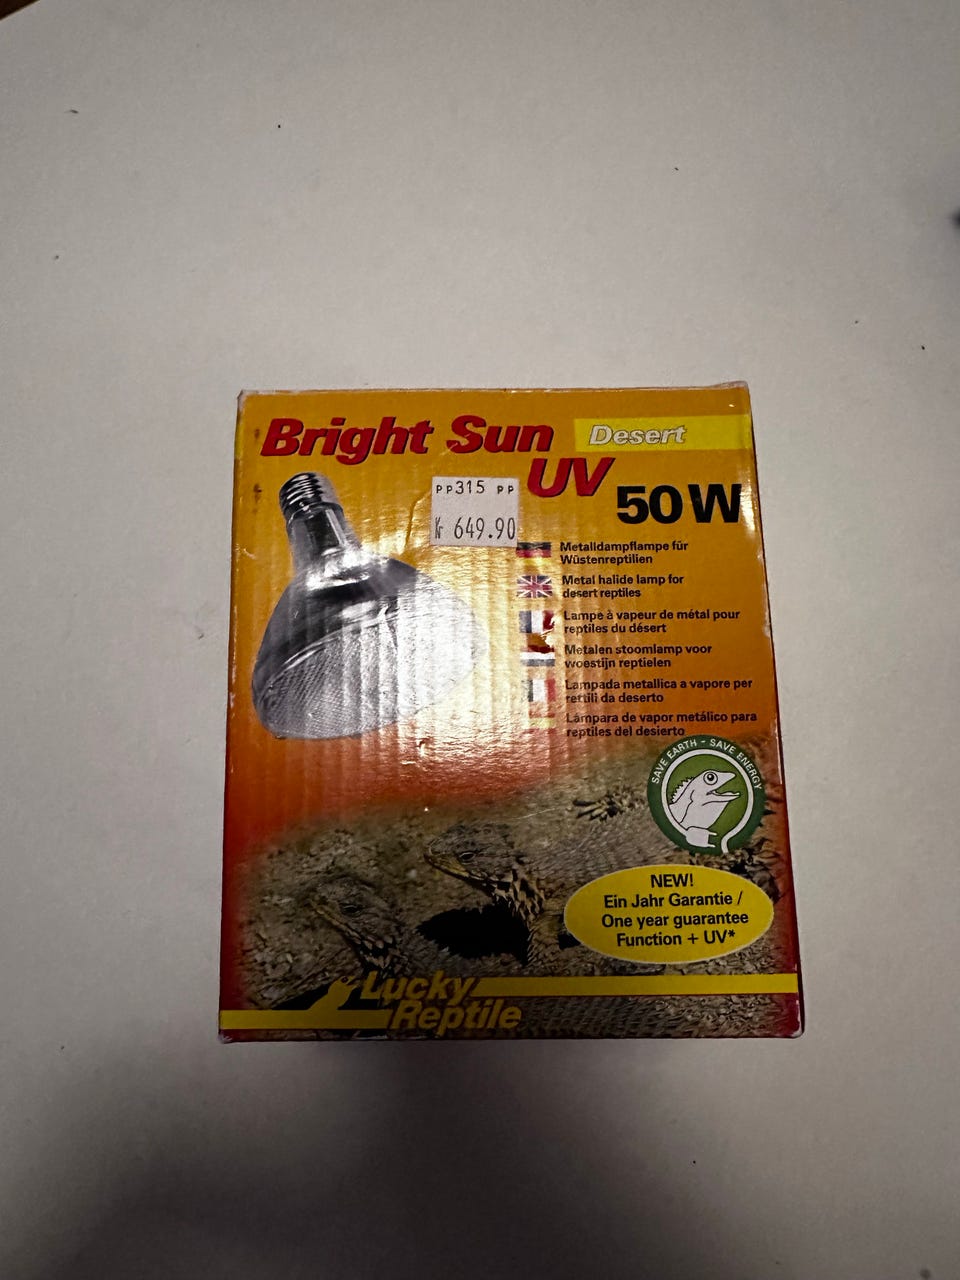 Bright Sun
UV
Desert
50 W
PP315 PP
Kr 649.90
Metalldampflampe für
Wüstenreptilien
Metal halide lamp for
desert reptiles
Lampe à vapeur de métal pour
reptiles du désert
Metalen stoomlamp voor
woestijn reptielen
Lampada metallica a vapore per
rettili da deserto
Lámpara de vapor metálico para
reptiles del desierto
SAVE EARTH - SAVE ENERGY
NEW!
Ein Jahr Garantie /
One year guarantee
Function + UV*
Lucky
Reptile